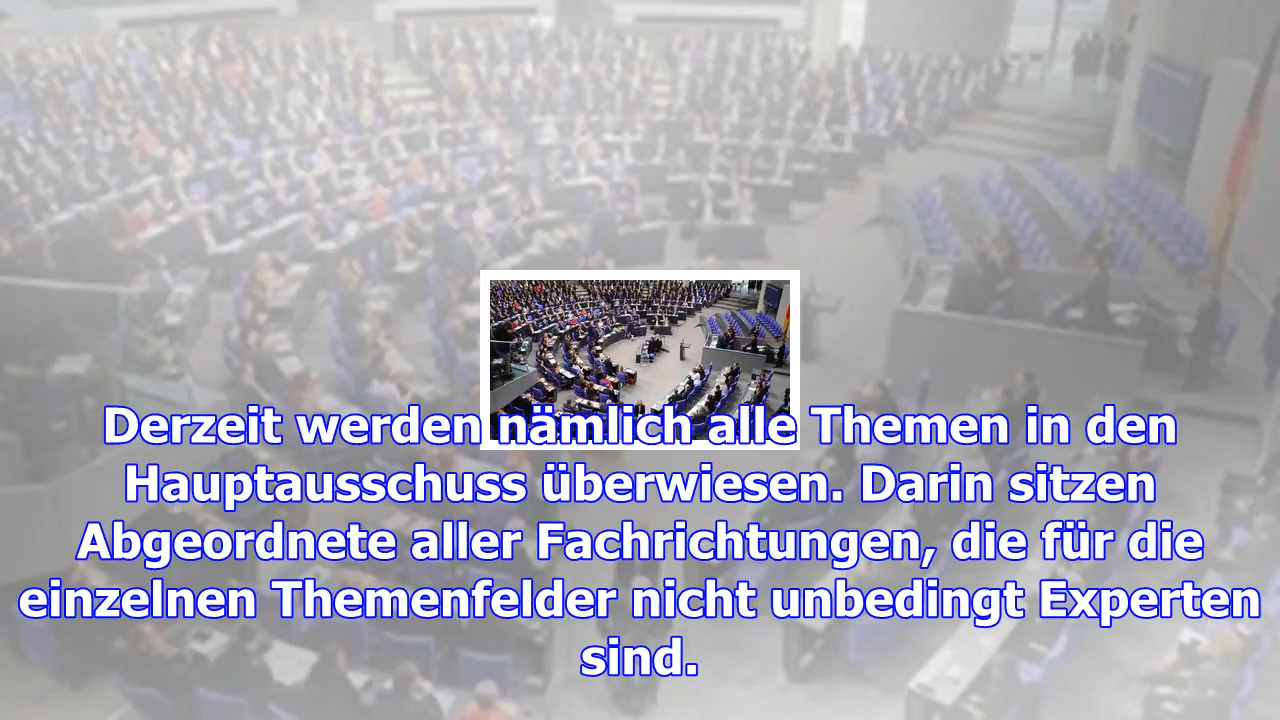 Derzeit werden nämlich alle Themen in den
Hauptausschuss überwiesen. Darin sitzen
Abgeordnete aller Fachrichtungen, die für die
einzelnen Themenfelder nicht unbedingt Experten
sind.